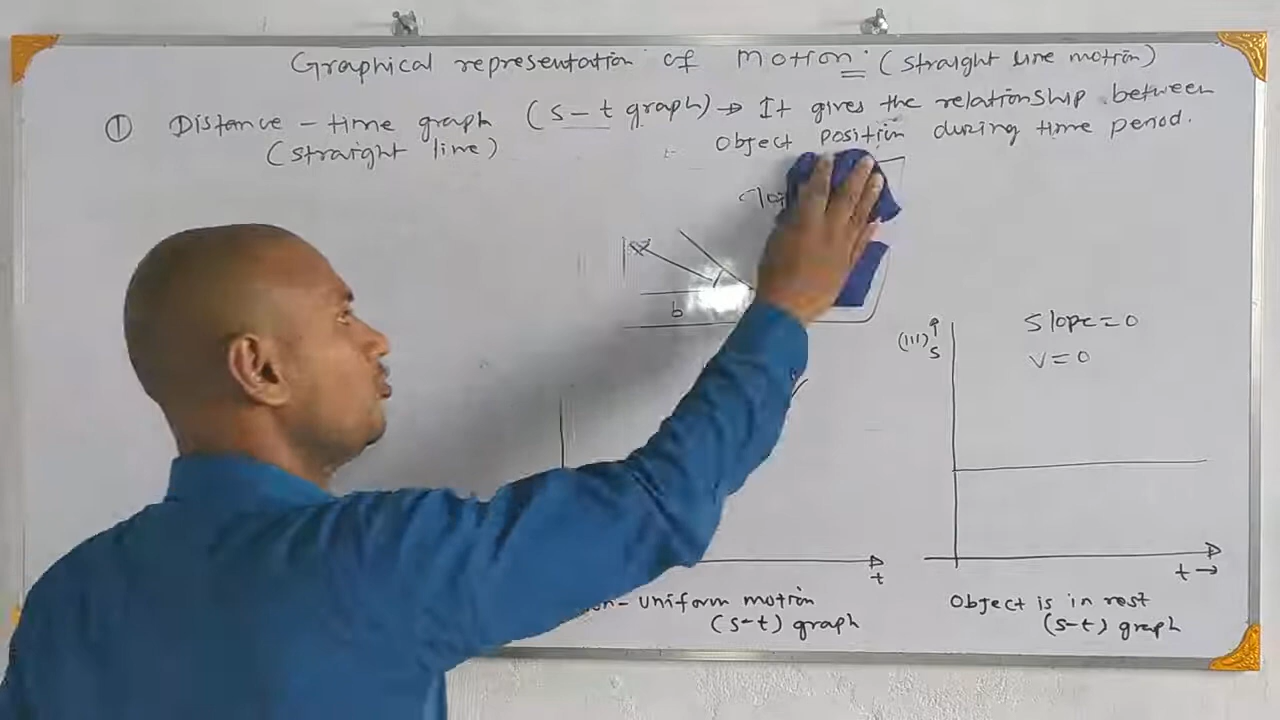 Graphical representation of motion: (straight line motion)
① Distance - time graph (s - t graph) → It gives the relationship between
(straight line) object position during time period.
b
(III) s
Slope = 0
v = 0
t
t →
uniform motion
(s-t) graph
Object is in rest
(s-t) graph